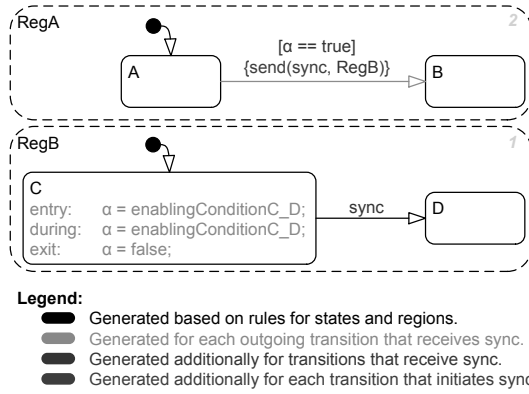 RegA
2
[α == true]
{send(sync, RegB)}
A
B
RegB
1
C
entry: α = enablingConditionC_D;
during: α = enablingConditionC_D;
exit: α = false;
sync
D
Legend:
Generated based on rules for states and regions.
Generated for each outgoing transition that receives sync.
Generated additionally for transitions that receive sync.
Generated additionally for each transition that initiates sync